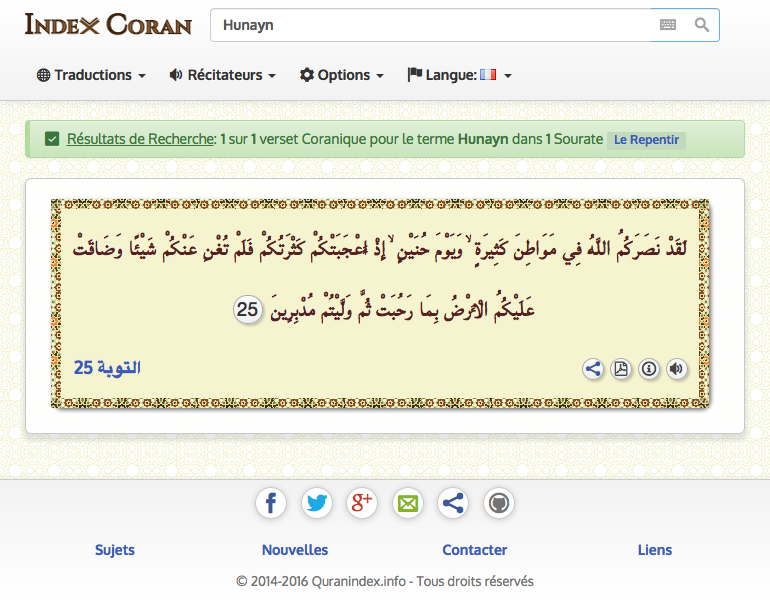 INDEX CORAN
Hunayn
Traductions
Récitateurs
Options
Langue:
Résultats de Recherche: 1 sur 1 verset Coranique pour le terme Hunayn dans 1 Sourate Le Repentir
لَقَدْ نَصَرَكُمُ اللَّهُ فِي مَوَاطِنَ كَثِيرَةٍ ۙ وَيَوْمَ حُنَيْنٍ ۙ إِذْ أَعْجَبَتْكُمْ كَثْرَتُكُمْ فَلَمْ تُغْنِ عَنْكُمْ شَيْئًا وَضَاقَتْ
عَلَيْكُمُ الْأَرْضُ بِمَا رَحُبَتْ ثُمَّ وَلَّيْتُمْ مُدْبِرِينَ 25
التوبة 25
Sujets
Nouvelles
Contacter
Liens
© 2014-2016 Quranindex.info - Tous droits réservés